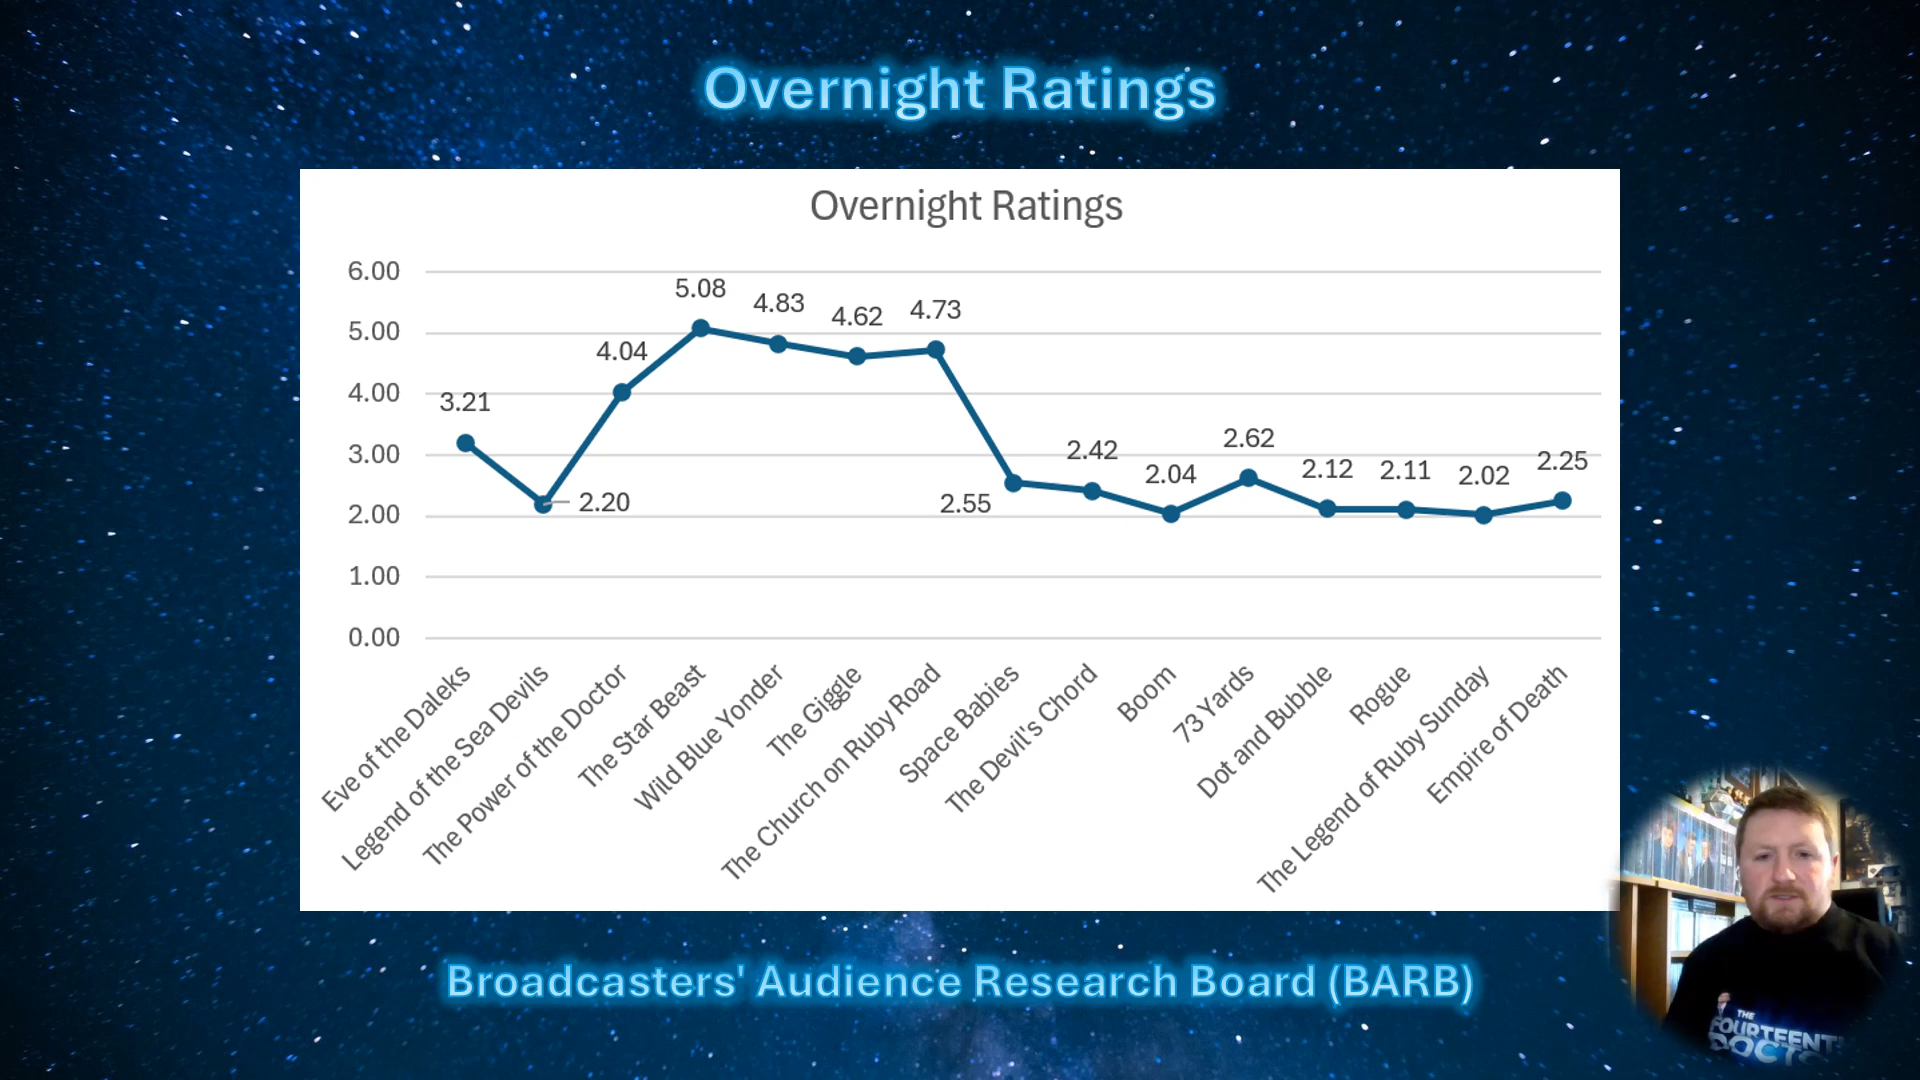 Overnight Ratings
Overnight Ratings
6.00
5.00
4.00
3.00
2.00
1.00
0.00
3.21
2.20
4.04
5.08
4.83
4.62
4.73
2.55
2.42
2.04
2.62
2.12
2.11
2.02
2.25
Eve of the Daleks
Legend of the Sea Devils
The Power of the Doctor
The Star Beast
Wild Blue Yonder
The Giggle
The Church on Ruby Road
Space Babies
The Devil's Chord
Boom
73 Yards
Dot and Bubble
Rogue
The Legend of Ruby Sunday
Empire of Death
Broadcasters' Audience Research Board (BARB)
THE